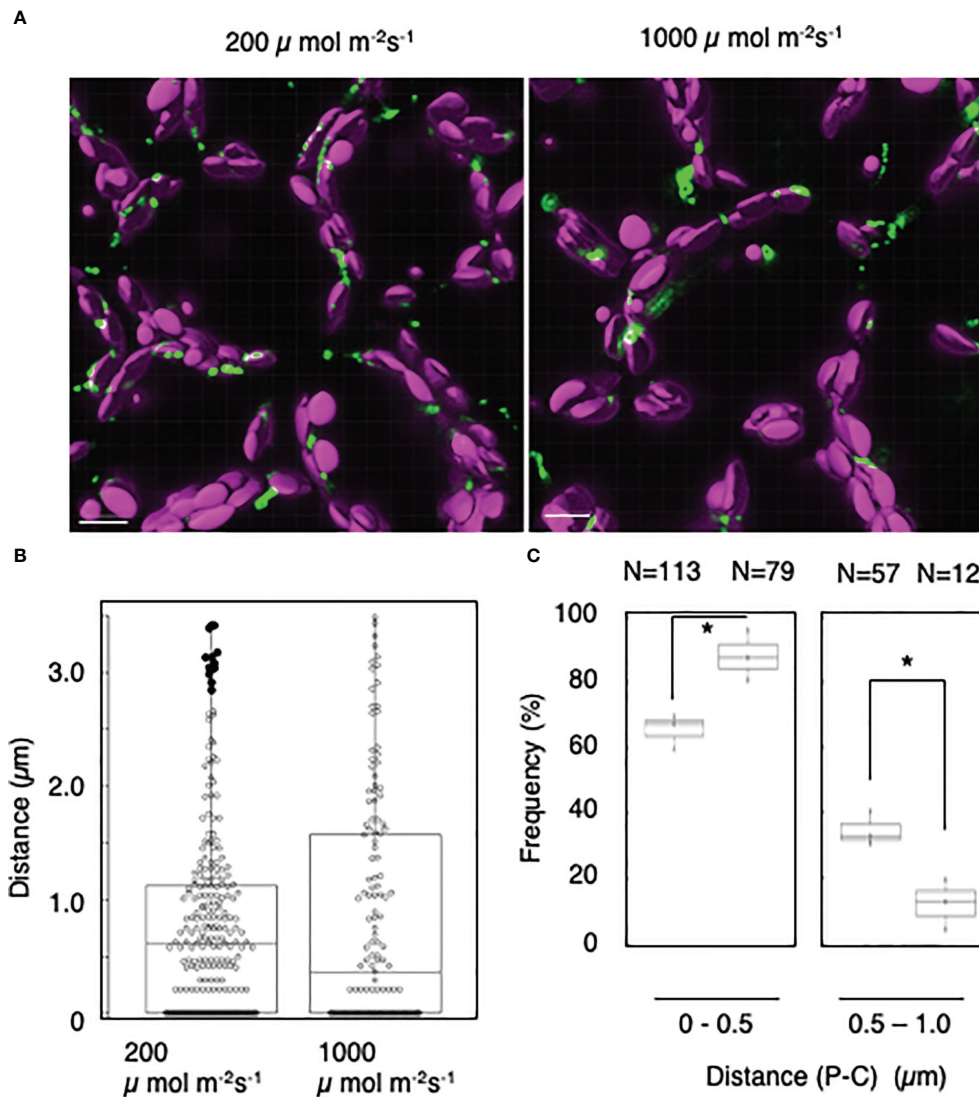 A
200 µ mol m⁻²s⁻¹
1000 µ mol m⁻²s⁻¹
B
Distance (µm)
3.0
2.0
1.0
0
200
µ mol m⁻²s⁻¹
1000
µ mol m⁻²s⁻¹
C
N=113
N=79
N=57
N=12
Frequency (%)
100
80
60
40
20
0
★
★
0 - 0.5
0.5 – 1.0
Distance (P-C) (µm)